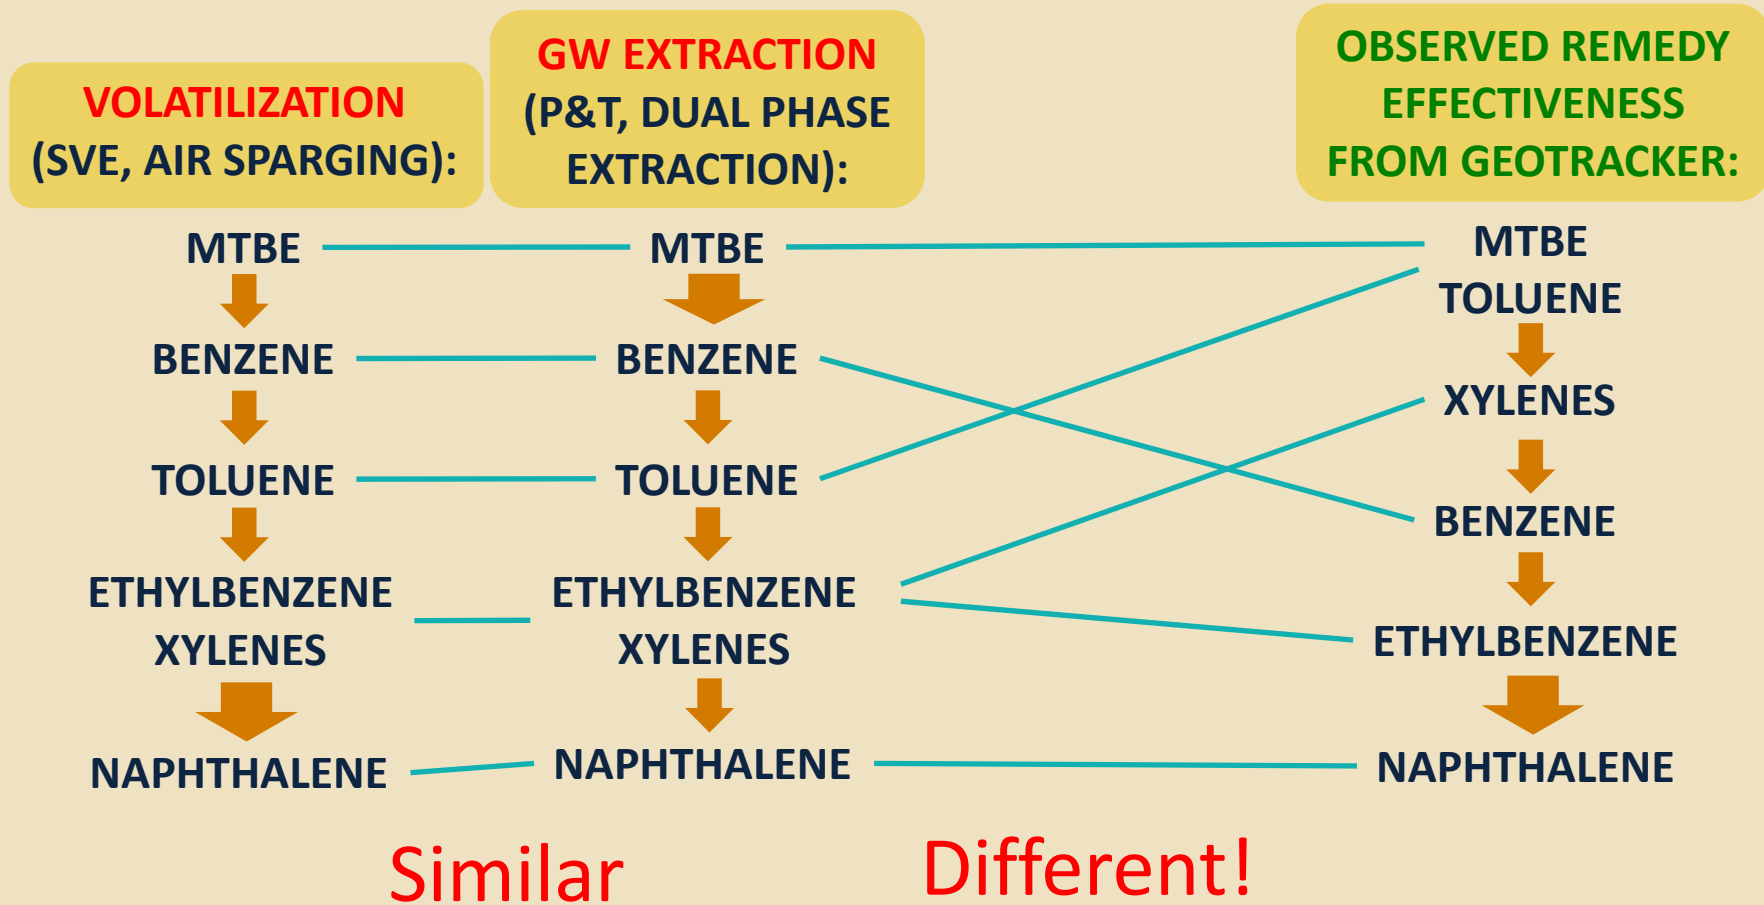 VOLATILIZATION
(SVE, AIR SPARGING):
MTBE
BENZENE
TOLUENE
ETHYLBENZENE
XYLENES
NAPHTHALENE
GW EXTRACTION
(P&T, DUAL PHASE
EXTRACTION):
MTBE
BENZENE
TOLUENE
ETHYLBENZENE
XYLENES
NAPHTHALENE
OBSERVED REMEDY
EFFECTIVENESS
FROM GEOTRACKER:
MTBE
TOLUENE
XYLENES
BENZENE
ETHYLBENZENE
NAPHTHALENE
Similar
Different!